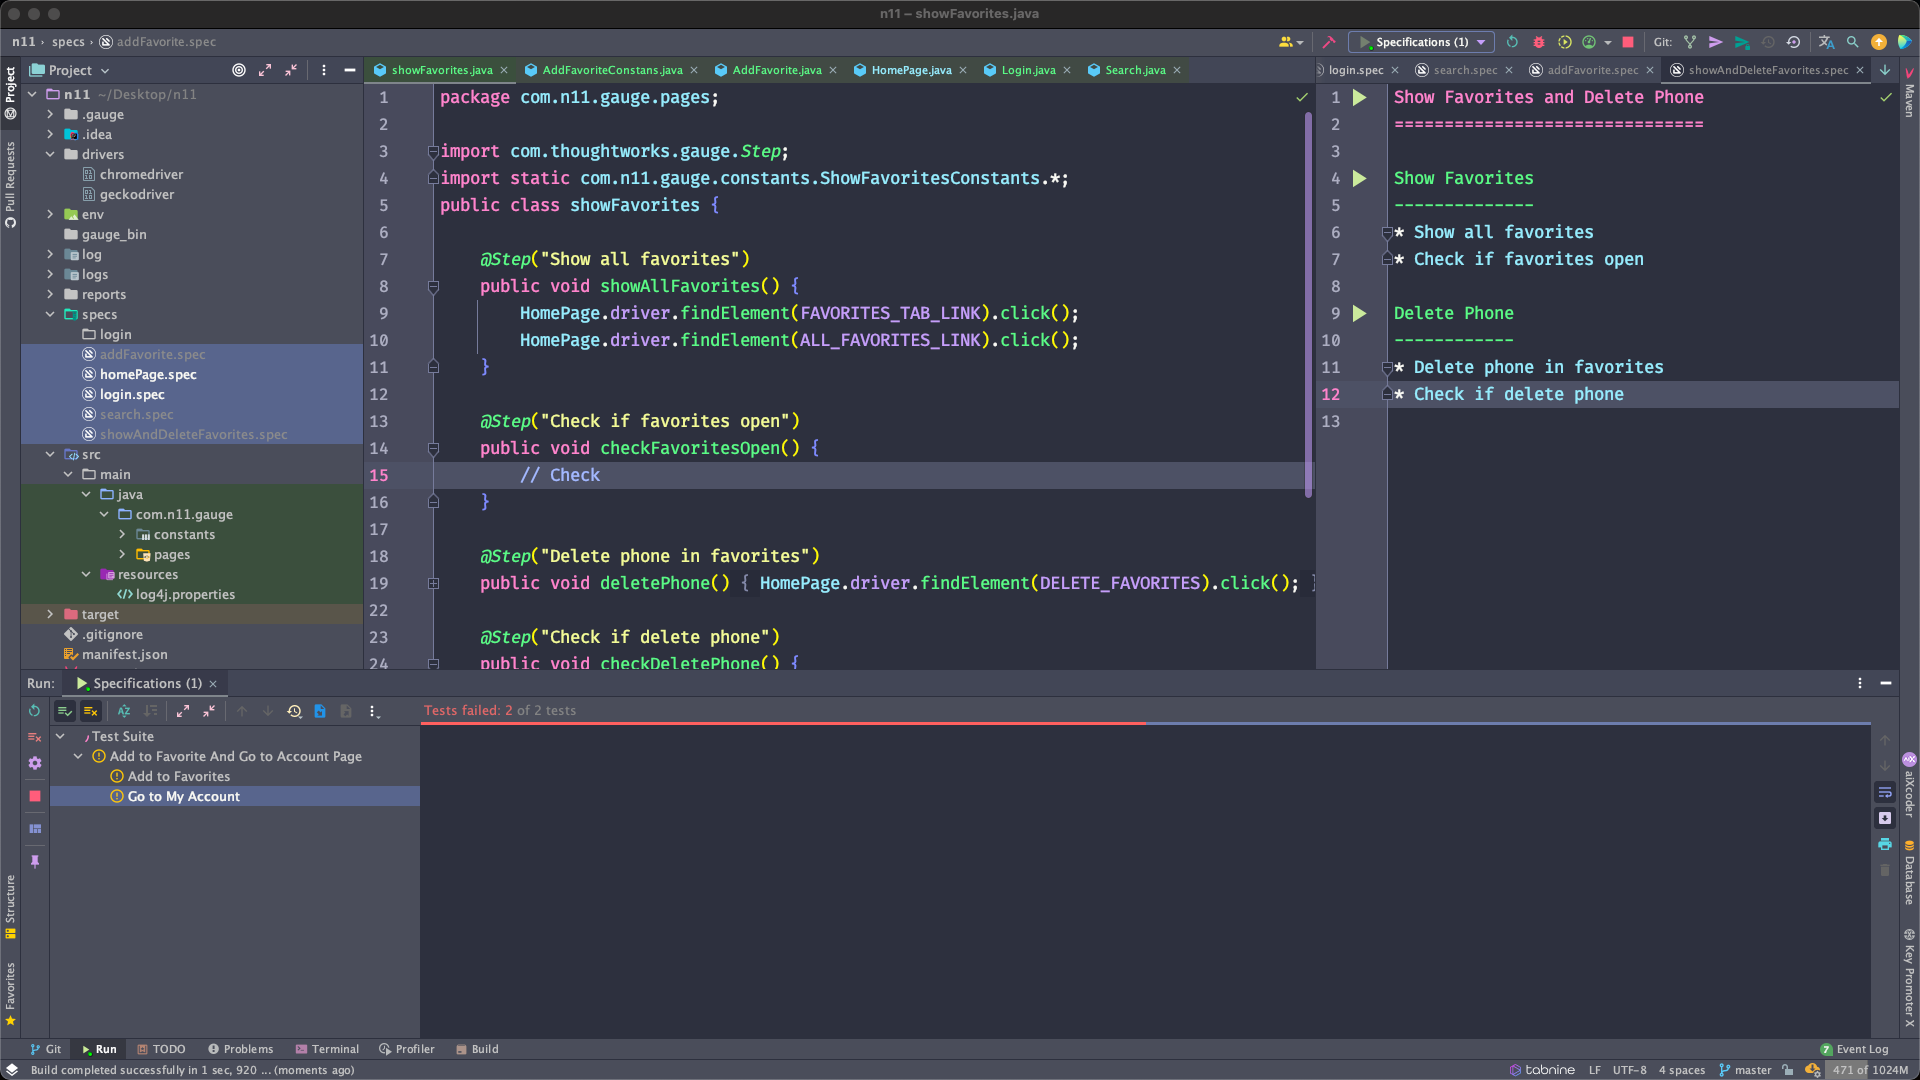 n11 – showFavorites.java
n11 › specs › addFavorite.spec
Specifications (1)
Git:
Project
showFavorites.java
AddFavoriteConstans.java
AddFavorite.java
HomePage.java
Login.java
Search.java
login.spec
search.spec
addFavorite.spec
showAndDeleteFavorites.spec
Project
Pull Requests
Structure
Favorites
n11 ~/Desktop/n11
.gauge
.idea
drivers
chromedriver
geckodriver
env
gauge_bin
log
logs
reports
specs
login
addFavorite.spec
homePage.spec
login.spec
search.spec
showAndDeleteFavorites.spec
src
main
java
com.n11.gauge
constants
pages
resources
log4j.properties
target
.gitignore
manifest.json
1 package com.n11.gauge.pages;
2
3 import com.thoughtworks.gauge.Step;
4 import static com.n11.gauge.constants.ShowFavoritesConstants.*;
5 public class showFavorites {
6
7 @Step("Show all favorites")
8 public void showAllFavorites() {
9 HomePage.driver.findElement(FAVORITES_TAB_LINK).click();
10 HomePage.driver.findElement(ALL_FAVORITES_LINK).click();
11 }
12
13 @Step("Check if favorites open")
14 public void checkFavoritesOpen() {
15 // Check
16 }
17
18 @Step("Delete phone in favorites")
19 public void deletePhone() { HomePage.driver.findElement(DELETE_FAVORITES).click(); }
22
23 @Step("Check if delete phone")
24 public void checkDeletePhone() {
1 Show Favorites and Delete Phone
2 ===============================
3
4 Show Favorites
5 --------------
6 * Show all favorites
7 * Check if favorites open
8
9 Delete Phone
10 ------------
11 * Delete phone in favorites
12 * Check if delete phone
13
Maven
aiXcoder
Database
Key Promoter X
Run: Specifications (1)
Tests failed: 2 of 2 tests
Test Suite
Add to Favorite And Go to Account Page
Add to Favorites
Go to My Account
Git
Run
TODO
Problems
Terminal
Profiler
Build
7 Event Log
Build completed successfully in 1 sec, 920 ... (moments ago)
tabnine
LF
UTF-8
4 spaces
master
471 of 1024M